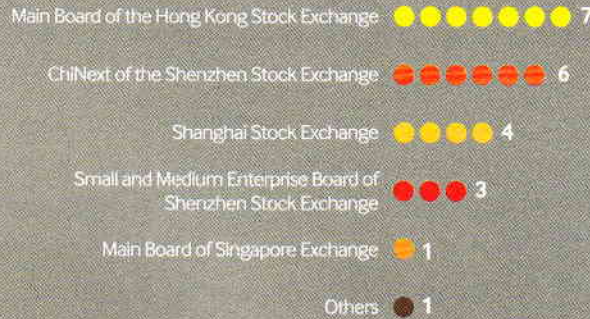 Main Board of the Hong Kong Stock Exchange 7
ChiNext of the Shenzhen Stock Exchange 6
Shanghai Stock Exchange 4
Small and Medium Enterprise Board of
Shenzhen Stock Exchange 3
Main Board of Singapore Exchange 1
Others 1